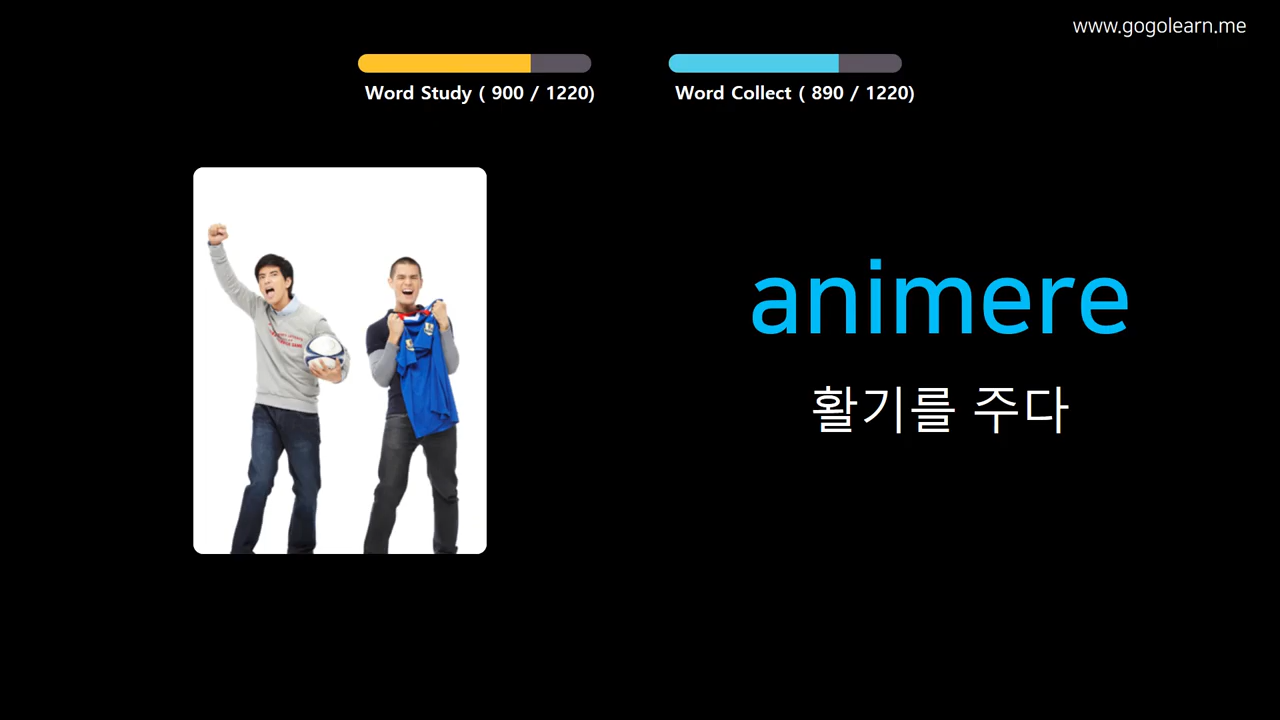 www.gogolearn.me
Word Study ( 900 / 1220)
Word Collect ( 890 / 1220)
animere
활기를 주다